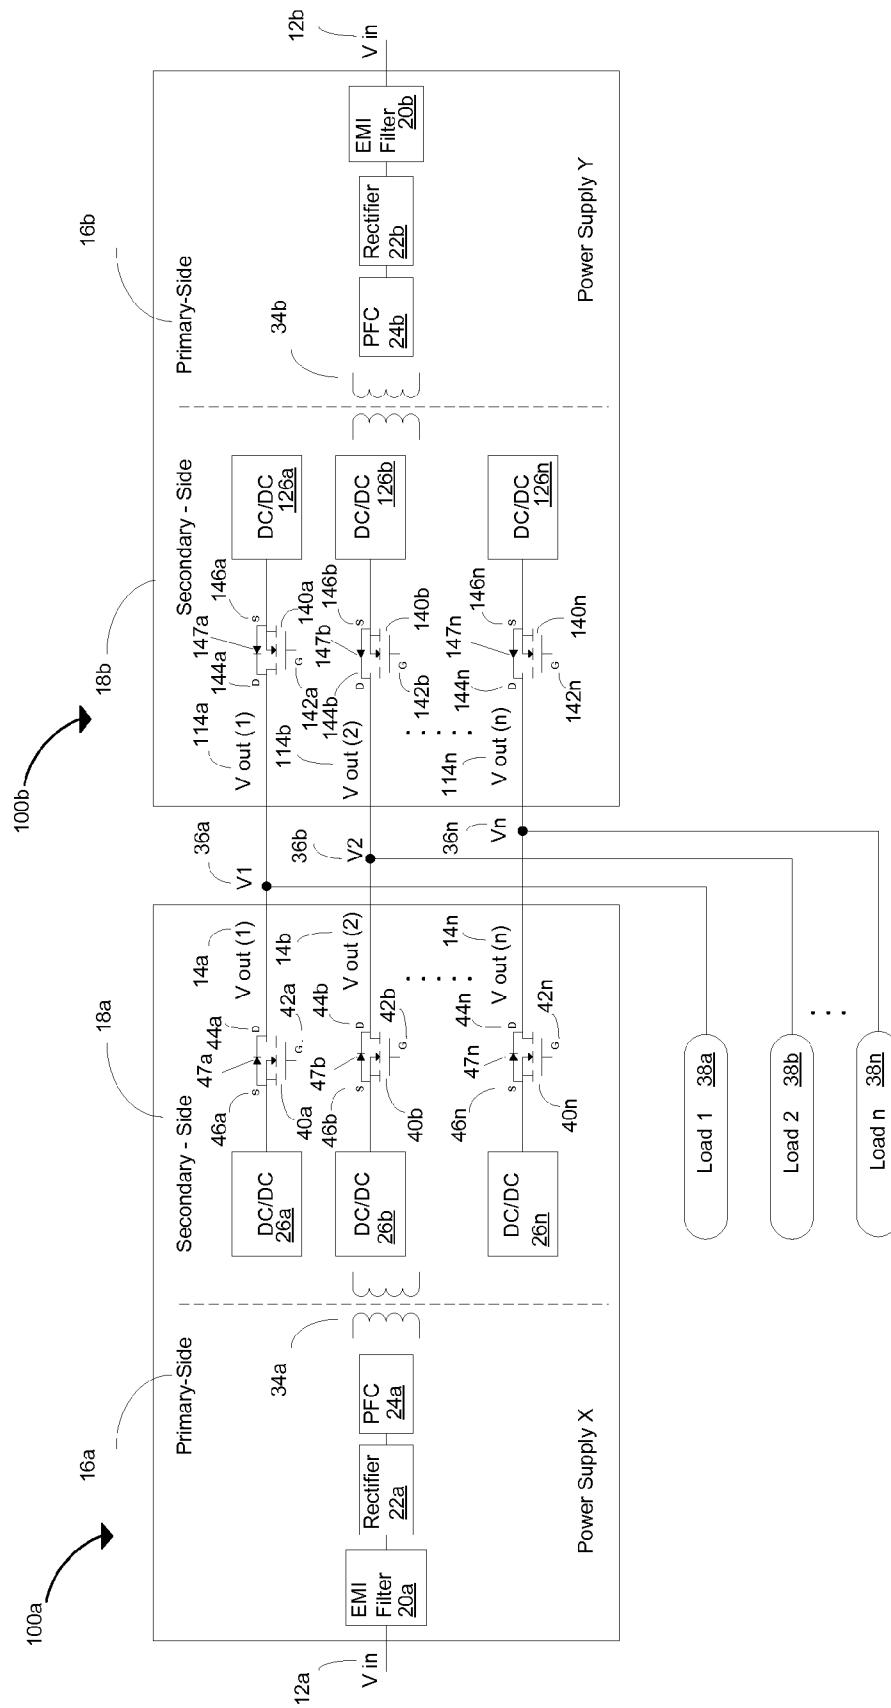 100a
16a
18a
36a
100b
18b
16b
12a
V in
EMI
Filter
20a
Rectifier
22a
PFC
24a
34a
Primary-Side
Power Supply X
Secondary - Side
DC/DC
26a
DC/DC
26b
DC/DC
26n
46a
S
47a
44a
D
42a
G
40a
46b
S
47b
44b
D
42b
G
40b
46n
S
47n
44n
D
42n
G
40n
14a
V out (1)
14b
V out (2)
. . . . . .
14n
V out (n)
V1
36b
V2
36n
Vn
114a
V out (1)
114b
V out (2)
. . . . . .
114n
V out (n)
144a
D
147a
146a
S
142a
G
140a
144b
D
147b
146b
S
142b
G
140b
144n
D
147n
146n
S
142n
G
140n
Secondary - Side
DC/DC
126a
DC/DC
126b
DC/DC
126n
34b
Primary-Side
PFC
24b
Rectifier
22b
EMI
Filter
20b
Power Supply Y
12b
V in
Load 1 38a
Load 2 38b
. . .
Load n 38n